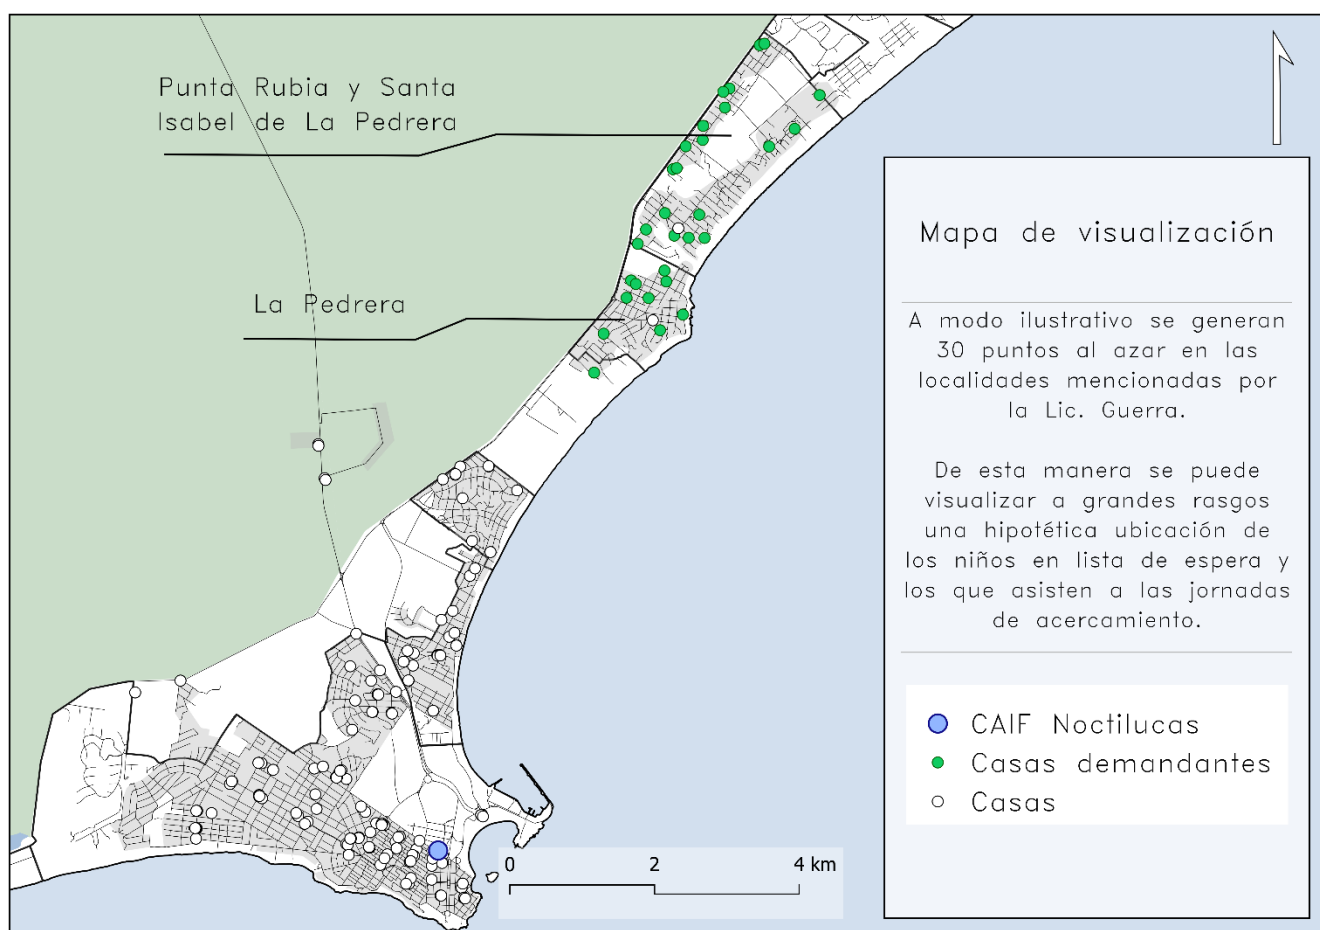 Punta Rubia y Santa
Isabel de La Pedrera
La Pedrera
Mapa de visualización
A modo ilustrativo se generan
30 puntos al azar en las
localidades mencionadas por
la Lic. Guerra.
De esta manera se puede
visualizar a grandes rasgos
una hipotética ubicación de
los niños en lista de espera y
los que asisten a las jornadas
de acercamiento.
CAIF Noctilucas
Casas demandantes
Casas
0 2 4 km